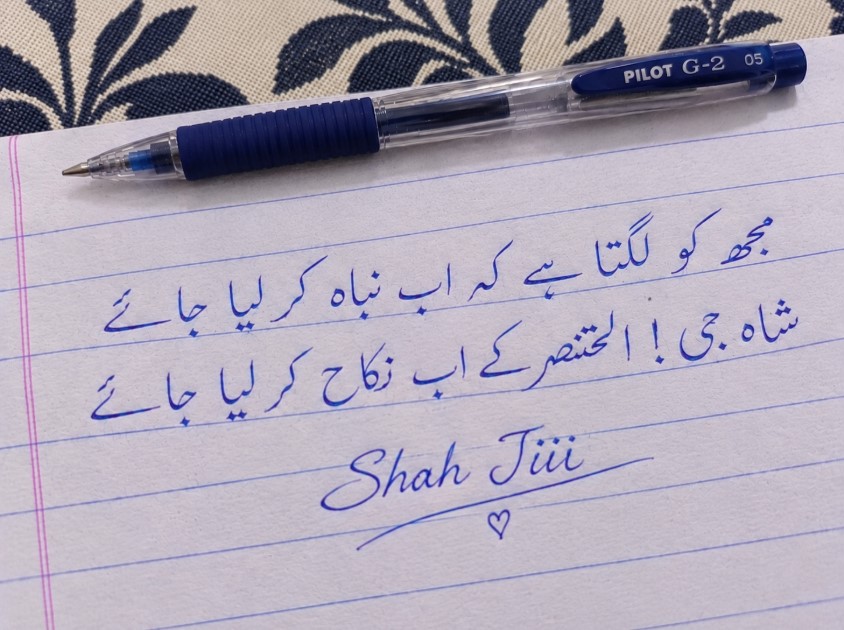 PILOT G-2 05
مجھ کو لگتا ہے کہ اب نباہ کر لیا جائے
شاہ جی ! المختصر کے اب نکاح کر لیا جائے
Shah Jiii